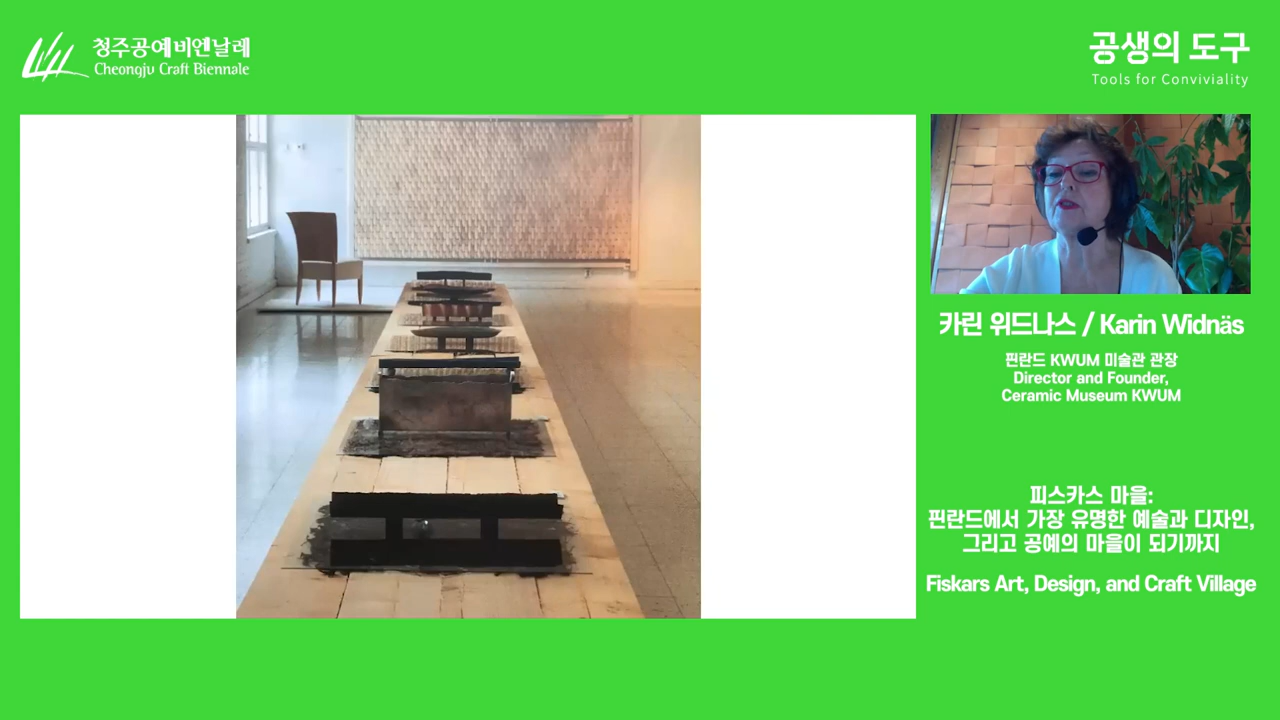 청주공예비엔날레
Cheongju Craft Biennale
공생의 도구
Tools for Conviviality
카린 위드나스 / Karin Widnäs
핀란드 KWUM 미술관 관장
Director and Founder,
Ceramic Museum KWUM
피스카스 마을:
핀란드에서 가장 유명한 예술과 디자인,
그리고 공예의 마을이 되기까지
Fiskars Art, Design, and Craft Village